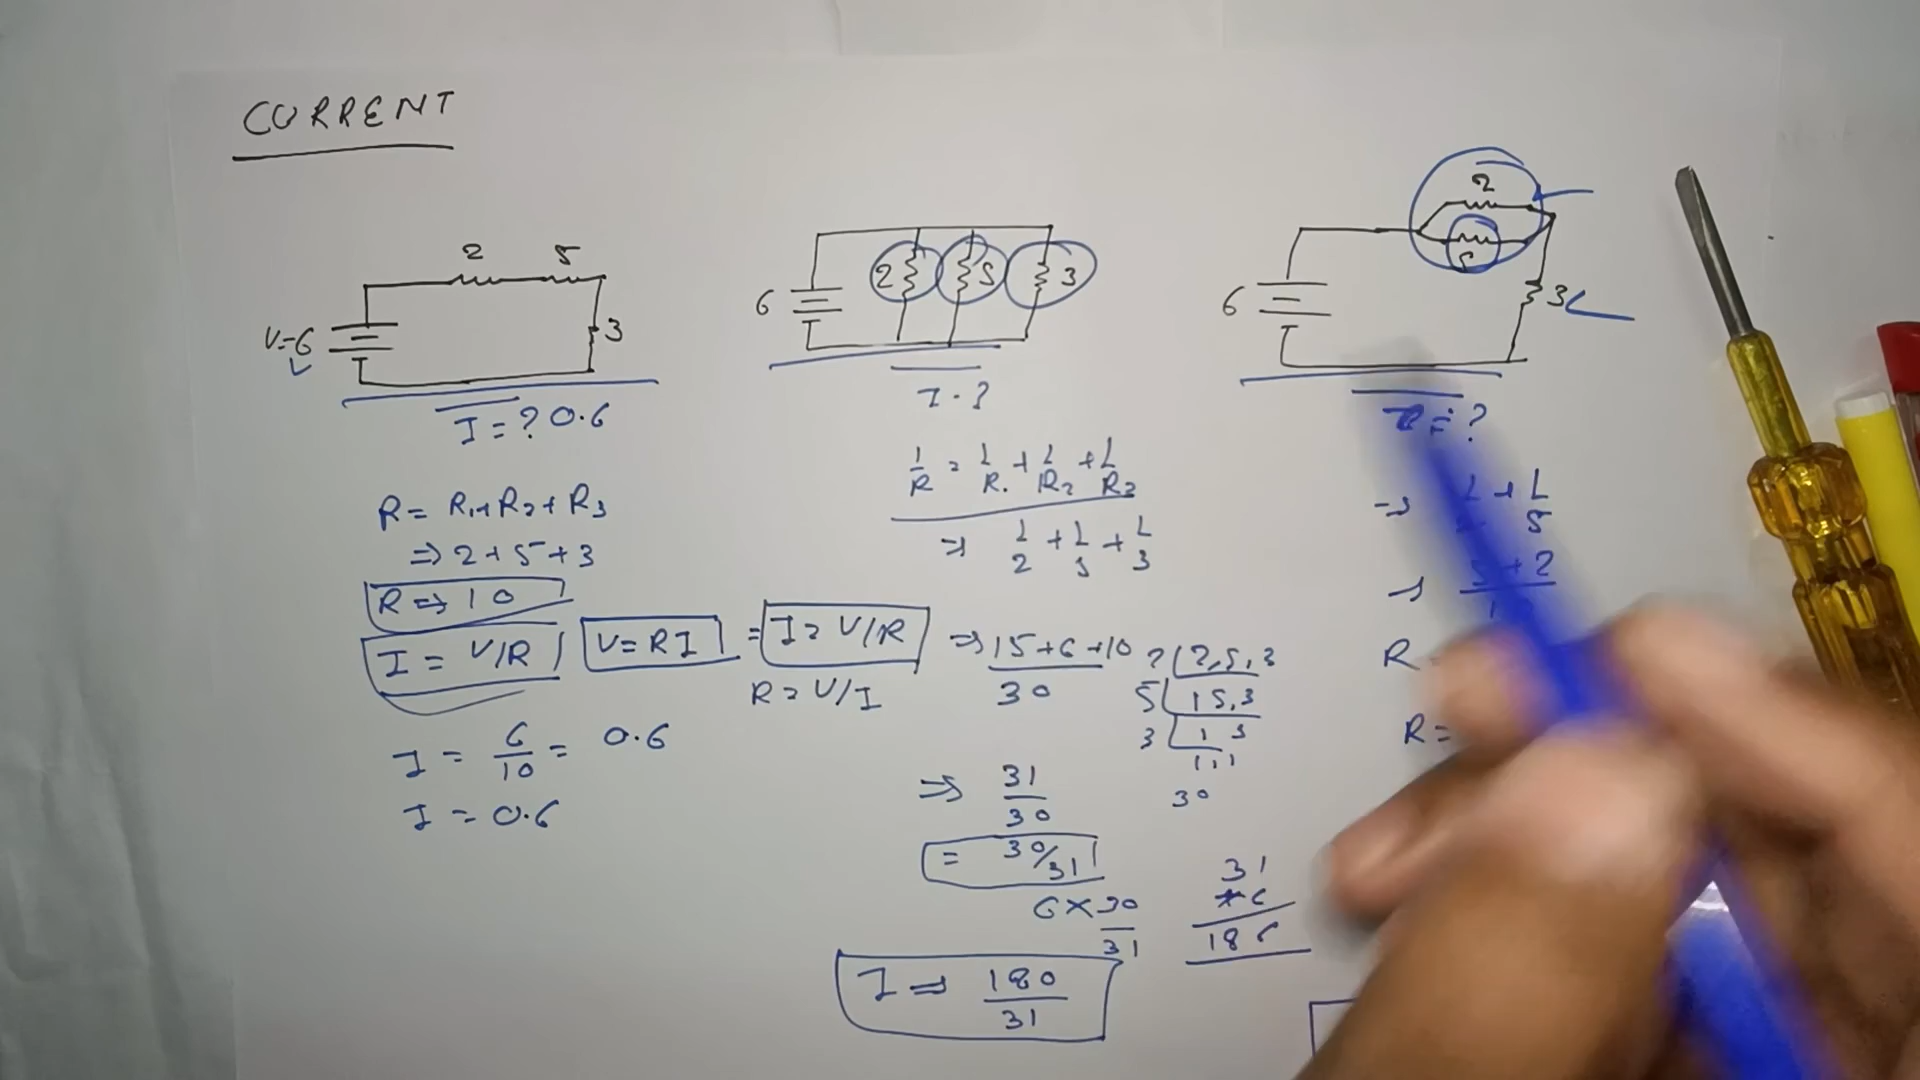 CURRENT
V=6
2 5
3
I = ? 0.6
R = R1+R2+R3
=> 2+5+3
R => 10
I = V/R
V=RI
= I = V/R
R = V/I
I = 6/10 = 0.6
I = 0.6
6
2 5 3
I = ?
1/R = 1/R1 + 1/R2 + 1/R3
=> 1/2 + 1/5 + 1/3
=> 15+6+10
30
2 2,5,3
5 1 5,3
3 1 3
1,1
30
=> 31/30
= 30/31
6 × 30/31
31
*6
186
I => 180/31
6
2
5
3
= ?
1 + 1/5
+2
R =
R =